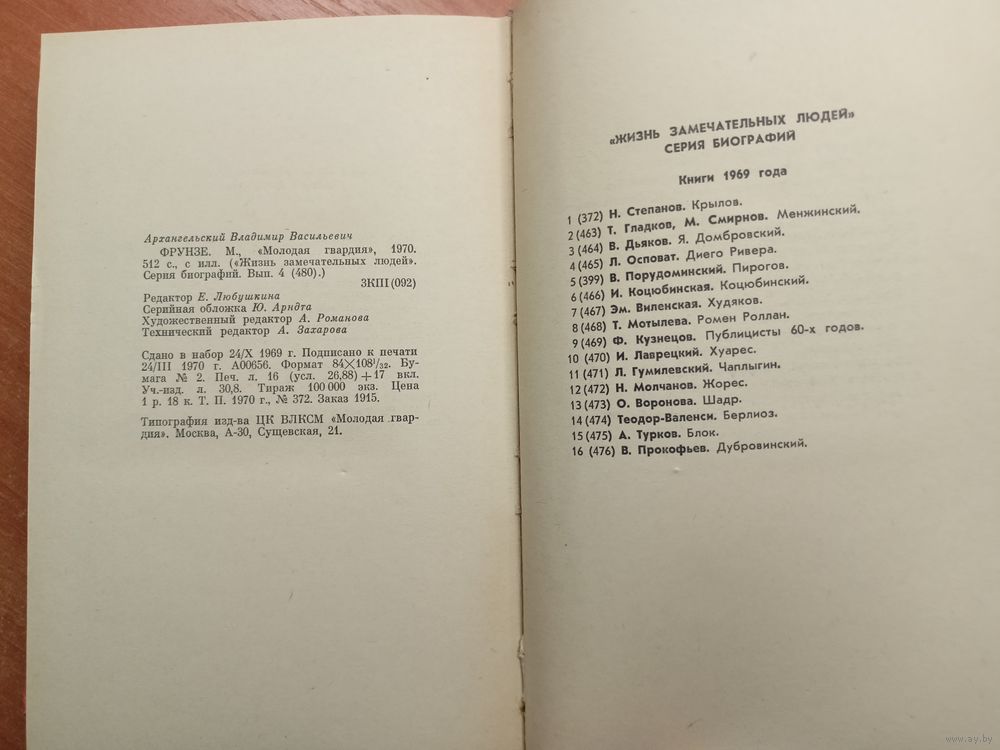 Архангельский Владимир Васильевич
ФРУНЗЕ. М., «Молодая гвардия», 1970.
512 с., с илл. («Жизнь замечательных людей».
Серия биографий. Вып. 4 (480).)
3КП1(092)
Редактор Е. Любушкина
Серийная обложка Ю. Арндта
Художественный редактор А. Романова
Технический редактор А. Захарова
Сдано в набор 24/X 1969 г. Подписано к печати
24/III 1970 г. А00656. Формат 84×108¹/₃₂. Бу-
мага № 2. Печ. л. 16 (усл. 26,88)+17 вкл.
Уч.-изд. л. 30,8. Тираж 100 000 экз. Цена
1 р. 18 к. Т. П. 1970 г., № 372. Заказ 1915.
Типография изд-ва ЦК ВЛКСМ «Молодая гвар-
дия». Москва, А-30, Сущевская, 21.
«ЖИЗНЬ ЗАМЕЧАТЕЛЬНЫХ ЛЮДЕЙ»
СЕРИЯ БИОГРАФИЙ
Книги 1969 года
1 (372) Н. Степанов. Крылов.
2 (463) Т. Гладков, М. Смирнов. Менжинский.
3 (464) В. Дьяков. Я. Домбровский.
4 (465) Л. Осповат. Диего Ривера.
5 (399) В. Порудоминский. Пирогов.
6 (466) И. Коцюбинская. Коцюбинский.
7 (467) Эм. Виленская. Худяков.
8 (468) Т. Мотылева. Ромен Роллан.
9 (469) Ф. Кузнецов. Публицисты 60-х годов.
10 (470) И. Лаврецкий. Хуарес.
11 (471) Л. Гумилевский. Чаплыгин.
12 (472) Н. Молчанов. Жорес.
13 (473) О. Воронова. Шадр.
14 (474) Теодор-Валенси. Берлиоз.
15 (475) А. Турков. Блок.
16 (476) В. Прокофьев. Дубровинский.
www.ay.by